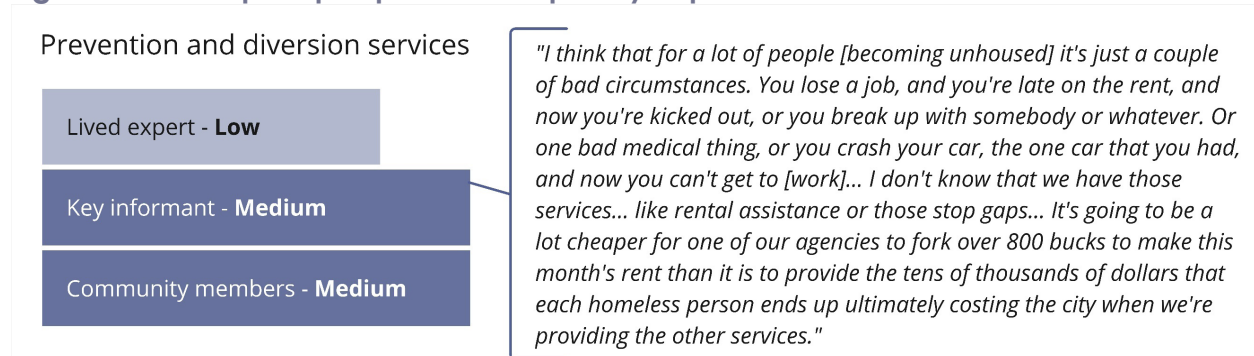 Prevention and diversion services
Lived expert - Low
Key informant - Medium
Community members - Medium
"I think that for a lot of people [becoming unhoused] it's just a couple
of bad circumstances. You lose a job, and you're late on the rent, and
now you're kicked out, or you break up with somebody or whatever. Or
one bad medical thing, or you crash your car, the one car that you had,
and now you can't get to [work]... I don't know that we have those
services... like rental assistance or those stop gaps... It's going to be a
lot cheaper for one of our agencies to fork over 800 bucks to make this
month's rent than it is to provide the tens of thousands of dollars that
each homeless person ends up ultimately costing the city when we're
providing the other services."